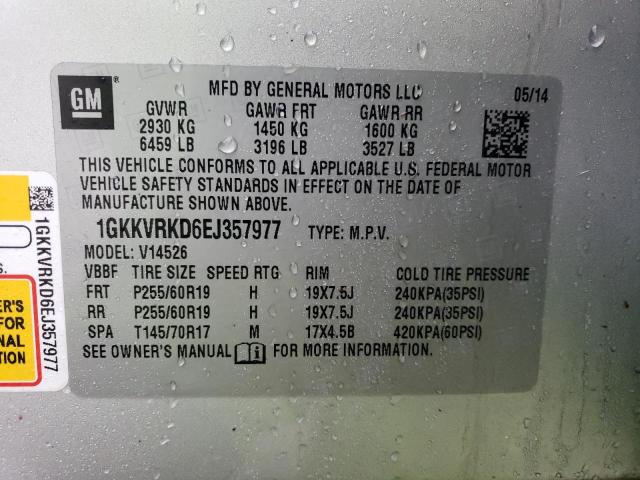 GM
MFD BY GENERAL MOTORS LLC 05/14
GVWR GAWR FRT GAWR RR
2930 KG 1450 KG 1600 KG
6459 LB 3196 LB 3527 LB
THIS VEHICLE CONFORMS TO ALL APPLICABLE U.S. FEDERAL MOTOR
VEHICLE SAFETY STANDARDS IN EFFECT ON THE DATE OF
MANUFACTURE SHOWN ABOVE.
1GKKVRKD6EJ357977 TYPE: M.P.V.
MODEL: V14526
VBBF TIRE SIZE SPEED RTG RIM COLD TIRE PRESSURE
FRT P255/60R19 H 19X7.5J 240KPA(35PSI)
RR P255/60R19 H 19X7.5J 240KPA(35PSI)
SPA T145/70R17 M 17X4.5B 420KPA(60PSI)
SEE OWNER'S MANUAL FOR MORE INFORMATION.
1GKKVRKD6EJ357977